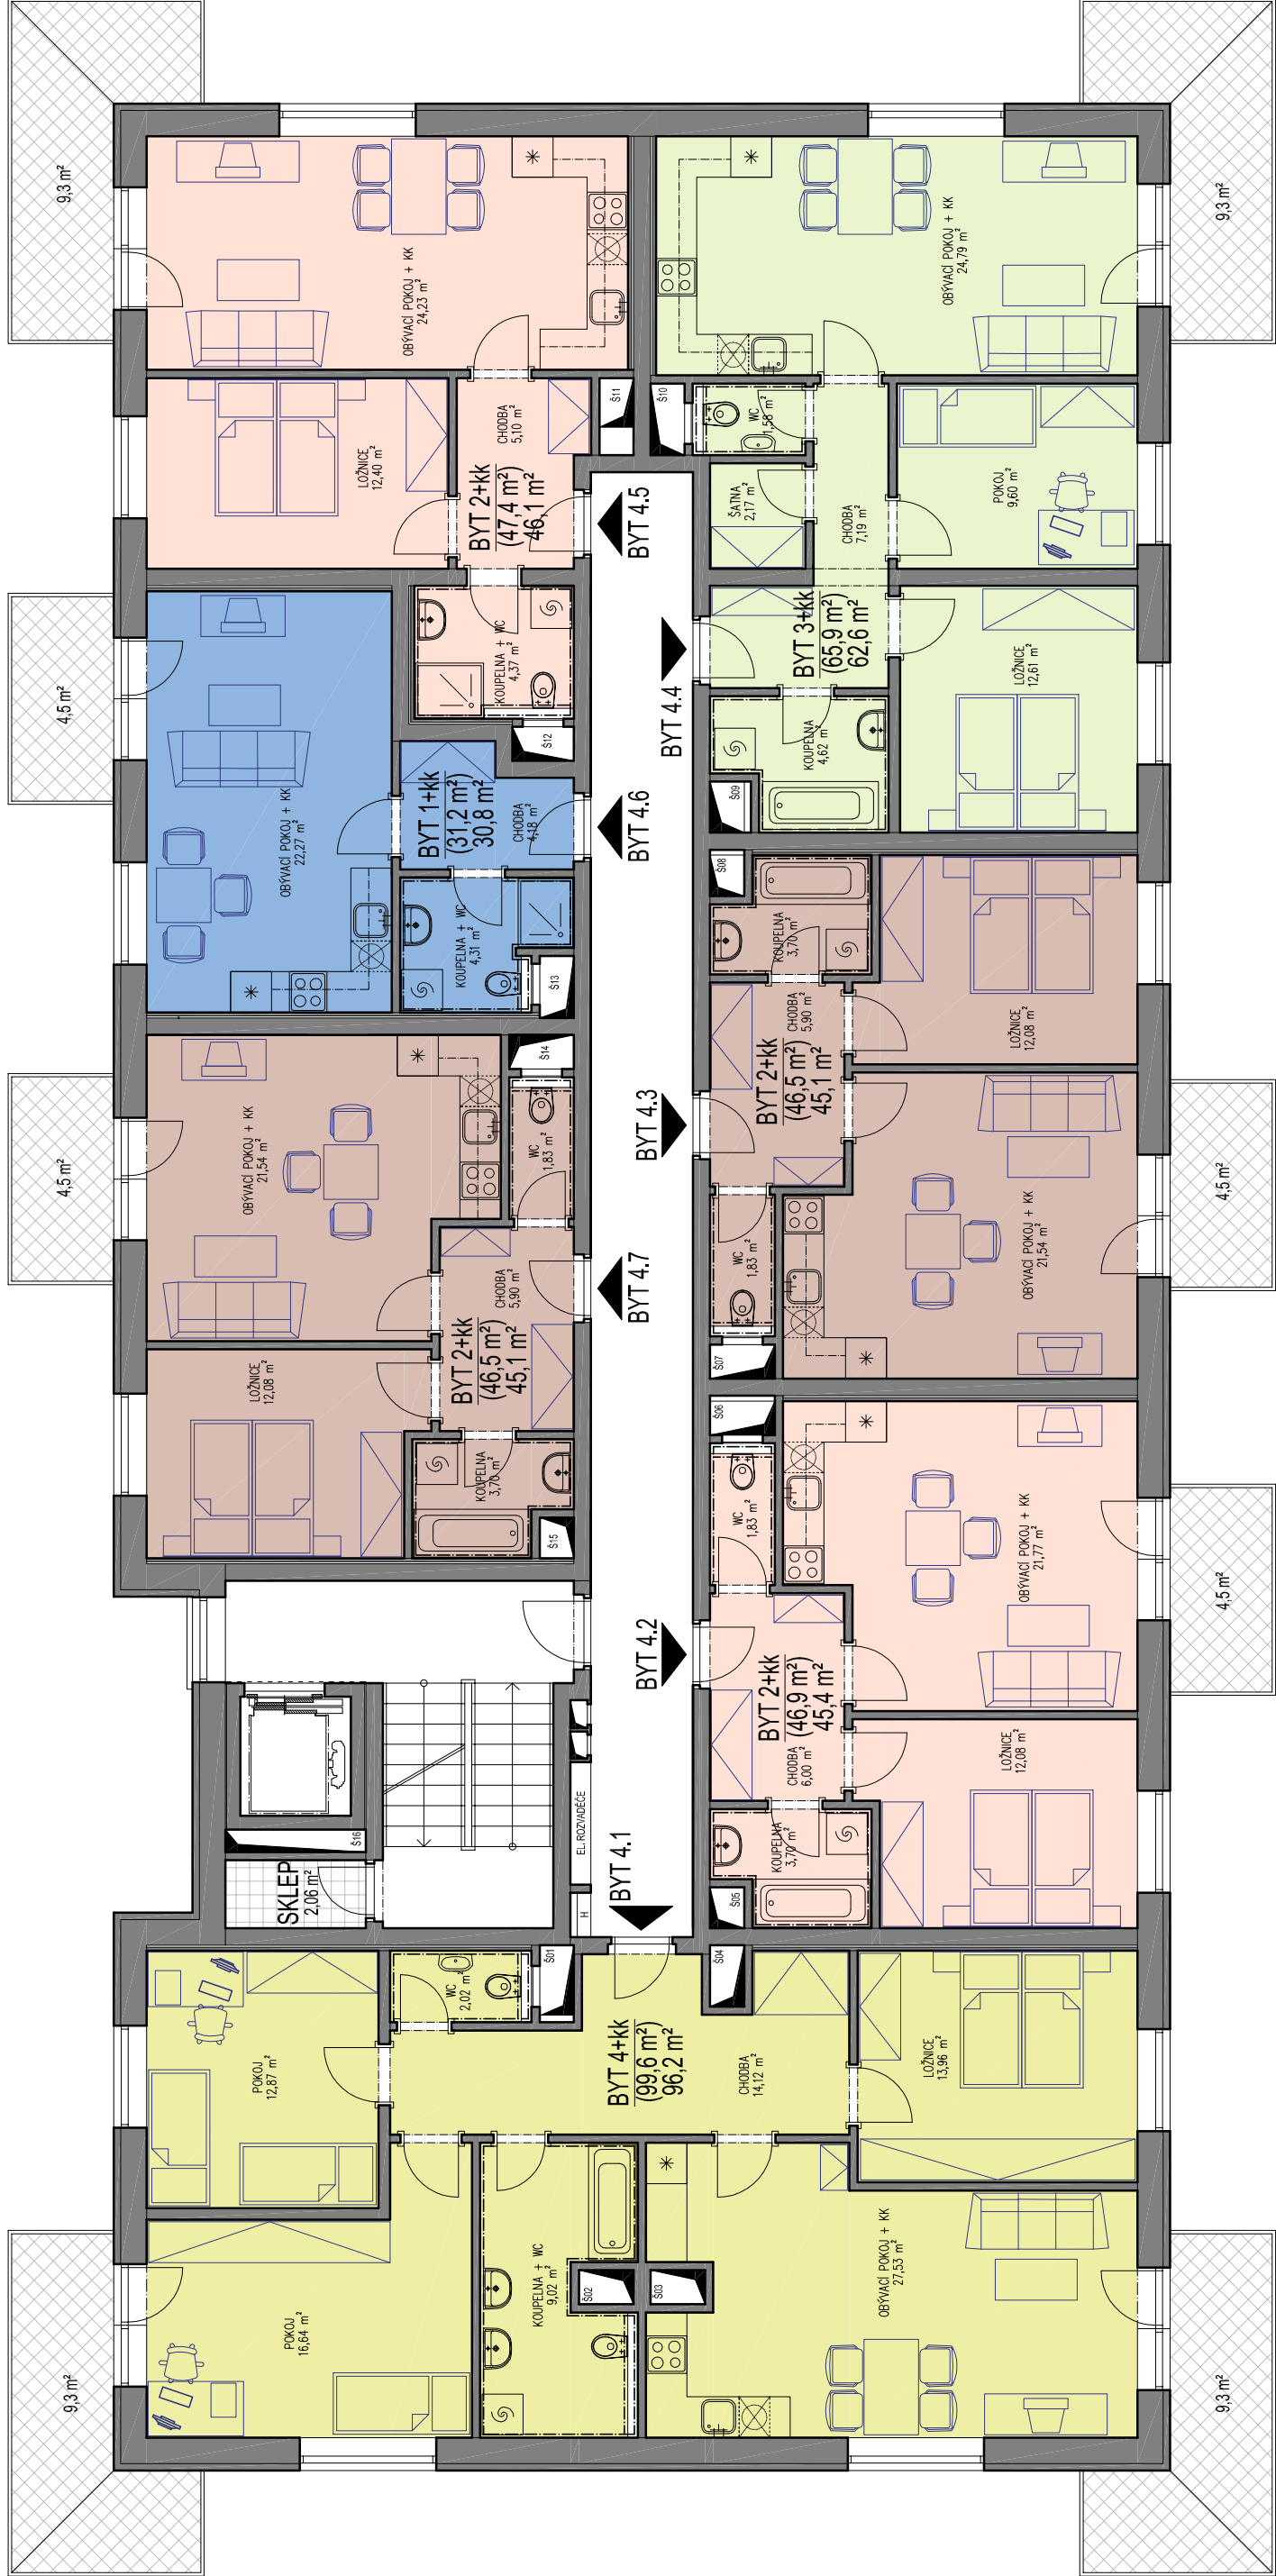 9,3 m²
OBÝVACÍ POKOJ + KK
24,23 m²
OBÝVACÍ POKOJ + KK
24,79 m²
9,3 m²
LOŽNICE
12,40 m²
CHODBA
5,10 m²
Š11
Š10
WC
1,58 m²
BYT 2+kk
(47,4 m²)
46,1 m²
BYT 4.5
ŠATNA
2,17 m²
CHODBA
7,19 m²
POKOJ
9,60 m²
KOUPELNA + WC
4,37 m²
Š12
BYT 4.4
BYT 3+kk
(65,9 m²)
62,6 m²
LOŽNICE
12,61 m²
KOUPELNA
4,62 m²
Š09
4,5 m²
OBÝVACÍ POKOJ + KK
22,27 m²
BYT 1+kk
(31,2 m²)
30,8 m²
CHODBA
4,18 m²
BYT 4.6
KOUPELNA + WC
4,31 m²
Š13
Š08
KOUPELNA
3,70 m²
CHODBA
5,90 m²
LOŽNICE
12,08 m²
BYT 2+kk
(46,5 m²)
45,1 m²
BYT 4.3
WC
1,83 m²
Š07
OBÝVACÍ POKOJ + KK
21,54 m²
4,5 m²
4,5 m²
OBÝVACÍ POKOJ + KK
21,54 m²
Š14
WC
1,83 m²
CHODBA
5,90 m²
BYT 4.7
BYT 2+kk
(46,5 m²)
45,1 m²
LOŽNICE
12,08 m²
KOUPELNA
3,70 m²
Š15
Š06
WC
1,83 m²
OBÝVACÍ POKOJ + KK
21,77 m²
4,5 m²
BYT 4.2
BYT 2+kk
(46,9 m²)
45,4 m²
CHODBA
6,00 m²
LOŽNICE
12,08 m²
KOUPELNA
3,70 m²
Š05
EL. ROZVADĚČE
Š16
SKLEP
2,06 m²
H
BYT 4.1
Š01
Š04
WC
2,02 m²
POKOJ
12,87 m²
BYT 4+kk
(99,6 m²)
96,2 m²
CHODBA
14,12 m²
LOŽNICE
13,96 m²
POKOJ
16,64 m²
KOUPELNA + WC
9,02 m²
Š02
Š03
OBÝVACÍ POKOJ + KK
27,53 m²
9,3 m²
9,3 m²